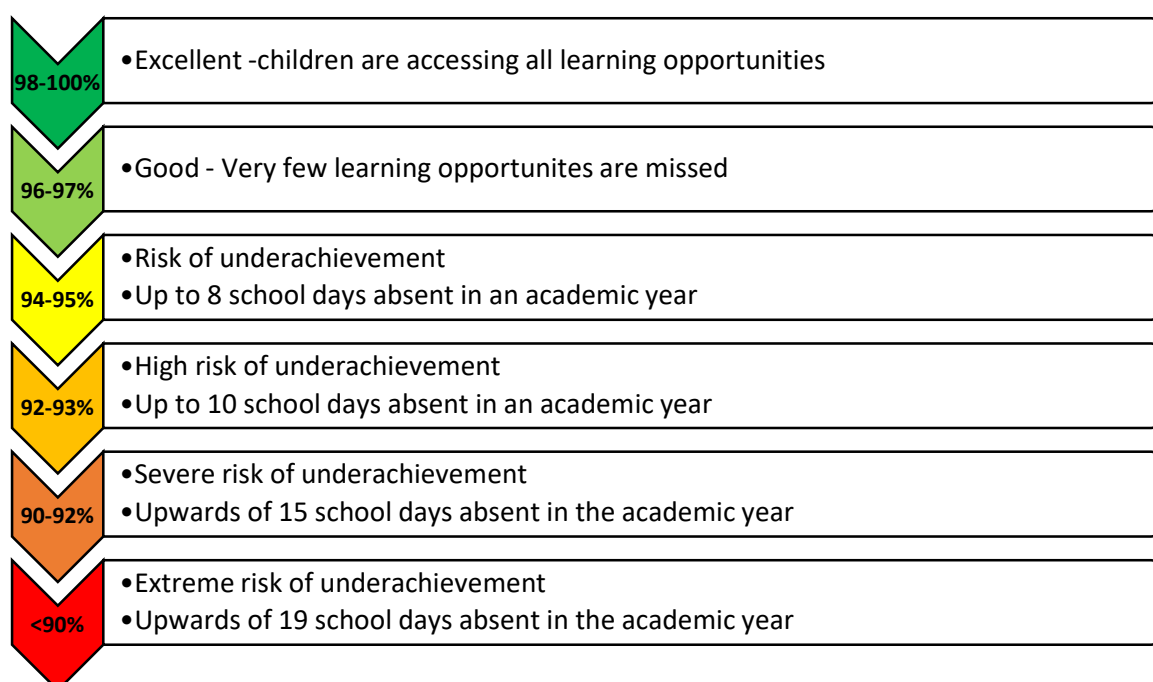 98-100%
•Excellent -children are accessing all learning opportunities
96-97%
•Good - Very few learning opportunites are missed
94-95%
•Risk of underachievement
•Up to 8 school days absent in an academic year
92-93%
•High risk of underachievement
•Up to 10 school days absent in an academic year
90-92%
•Severe risk of underachievement
•Upwards of 15 school days absent in the academic year
<90%
•Extreme risk of underachievement
•Upwards of 19 school days absent in the academic year